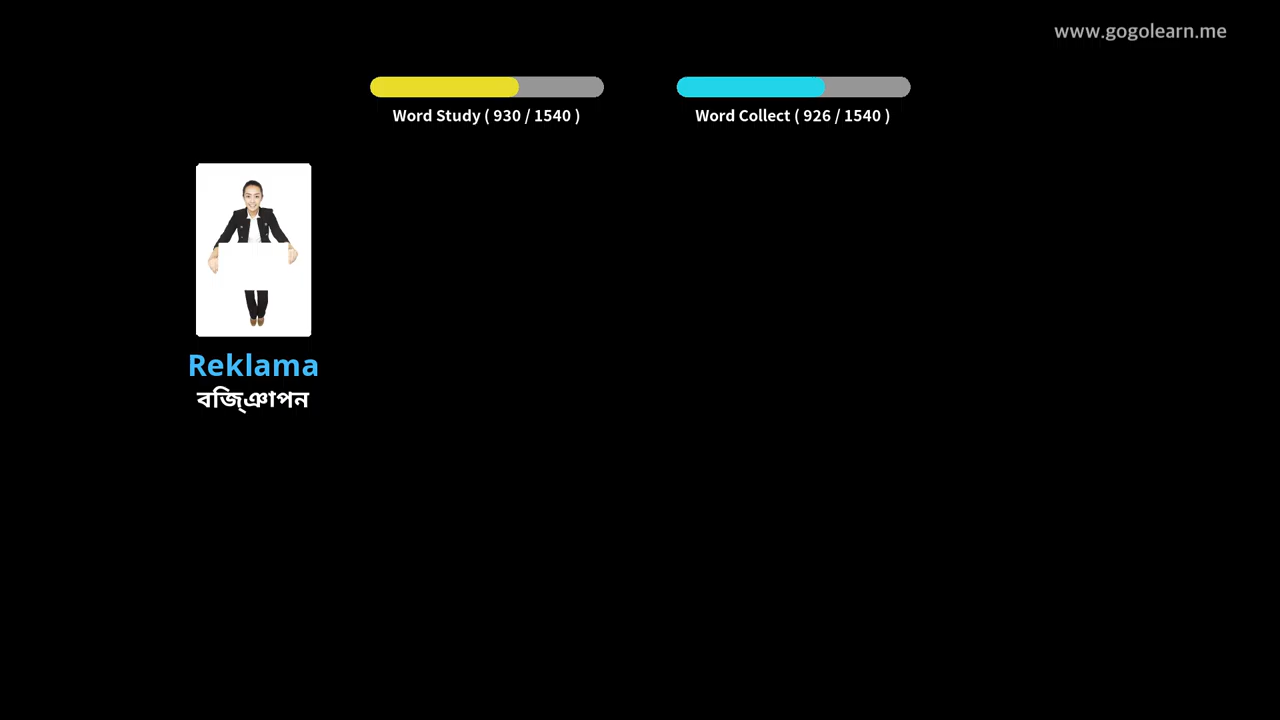 www.gogolearn.me
Word Study ( 930 / 1540 )
Word Collect ( 926 / 1540 )
Reklama
বিজ্ঞাপন